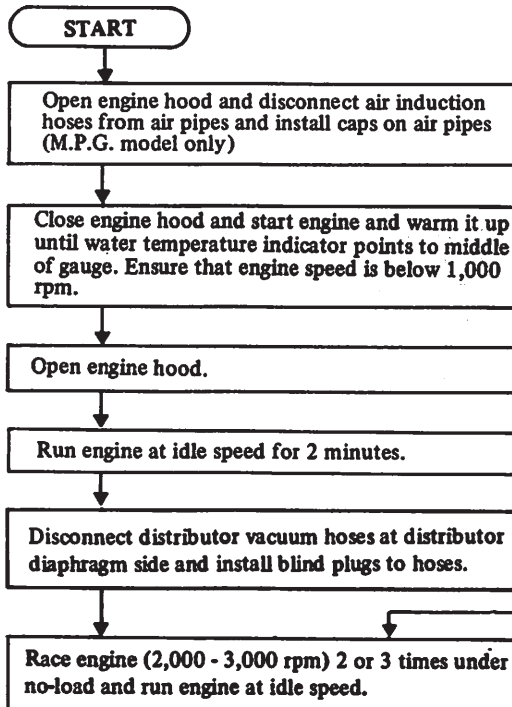 START
Open engine hood and disconnect air induction
hoses from air pipes and install caps on air pipes
(M.P.G. model only)
Close engine hood and start engine and warm it up
until water temperature indicator points to middle
of gauge. Ensure that engine speed is below 1,000
rpm.
Open engine hood.
Run engine at idle speed for 2 minutes.
Disconnect distributor vacuum hoses at distributor
diaphragm side and install blind plugs to hoses.
Race engine (2,000 - 3,000 rpm) 2 or 3 times under
no-load and run engine at idle speed.